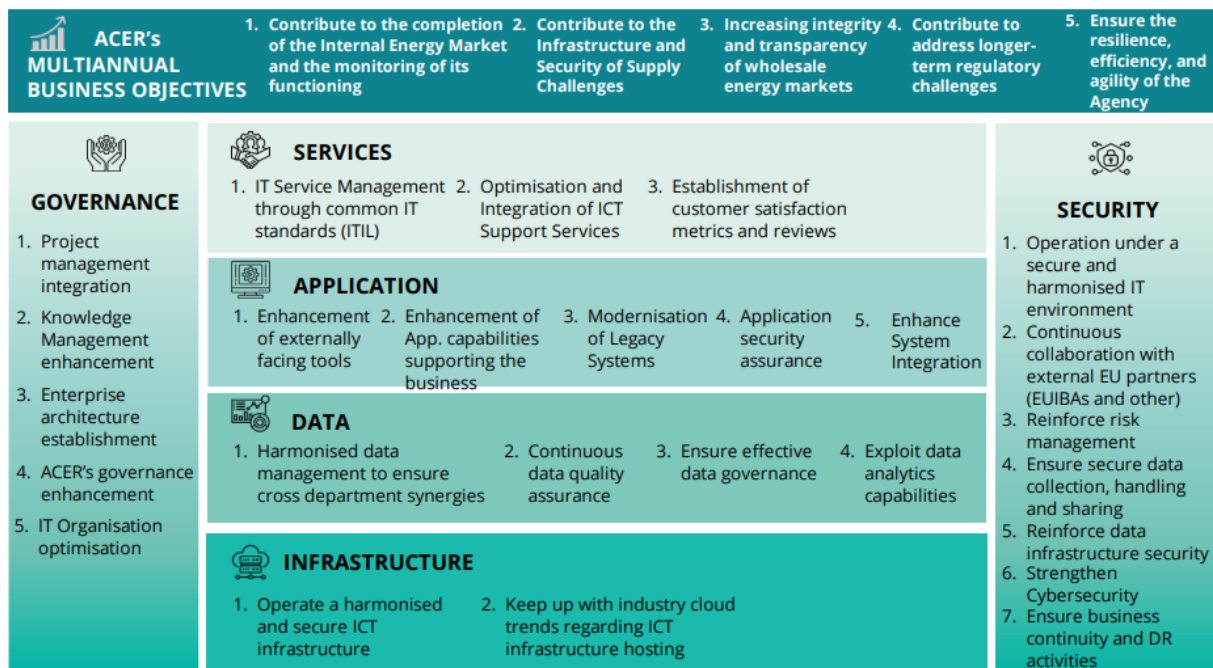 ACER's
MULTIANNUAL
BUSINESS OBJECTIVES
1. Contribute to the completion
of the Internal Energy Market
and the monitoring of its
functioning
2. Contribute to the
Infrastructure and
Security of Supply
Challenges
3. Increasing integrity
and transparency
of wholesale
energy markets
4. Contribute to
address longer-
term regulatory
challenges
5. Ensure the
resilience,
efficiency, and
agility of the
Agency
GOVERNANCE
1. Project
management
integration
2. Knowledge
Management
enhancement
3. Enterprise
architecture
establishment
4. ACER's governance
enhancement
5. IT Organisation
optimisation
SERVICES
1. IT Service Management
through common IT
standards (ITIL)
2. Optimisation and
Integration of ICT
Support Services
3. Establishment of
customer satisfaction
metrics and reviews
APPLICATION
1. Enhancement
of externally
facing tools
2. Enhancement of
App. capabilities
supporting the
business
3. Modernisation
of Legacy
Systems
4. Application
security
assurance
5. Enhance
System
Integration
DATA
1. Harmonised data
management to ensure
cross department synergies
2. Continuous
data quality
assurance
3. Ensure effective
data governance
4. Exploit data
analytics
capabilities
INFRASTRUCTURE
1. Operate a harmonised
and secure ICT
infrastructure
2. Keep up with industry cloud
trends regarding ICT
infrastructure hosting
SECURITY
1. Operation under a
secure and
harmonised IT
environment
2. Continuous
collaboration with
external EU partners
(EUIBAs and other)
3. Reinforce risk
management
4. Ensure secure data
collection, handling
and sharing
5. Reinforce data
infrastructure security
6. Strengthen
Cybersecurity
7. Ensure business
continuity and DR
activities